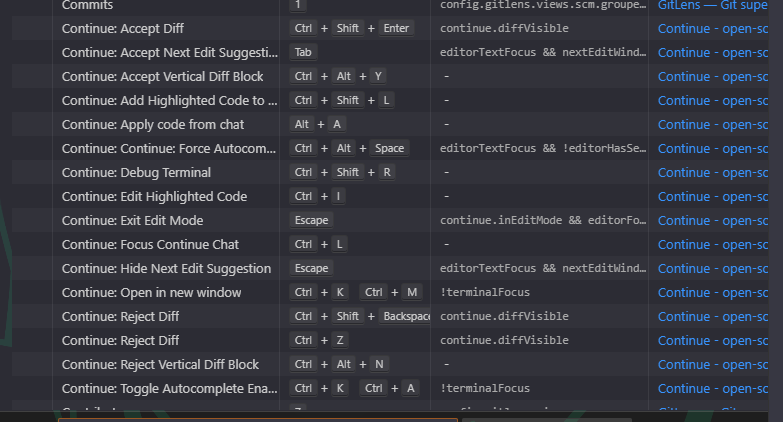 Commits 1 config.gitlens.views.scm.groupe... GitLens — Git supe
Continue: Accept Diff Ctrl + Shift + Enter continue.diffVisible Continue - open-sc
Continue: Accept Next Edit Suggesti... Tab editorTextFocus && nextEditWind... Continue - open-sc
Continue: Accept Vertical Diff Block Ctrl + Alt + Y - Continue - open-sc
Continue: Add Highlighted Code to ... Ctrl + Shift + L - Continue - open-sc
Continue: Apply code from chat Alt + A - Continue - open-sc
Continue: Continue: Force Autocom... Ctrl + Alt + Space editorTextFocus && !editorHasSe... Continue - open-sc
Continue: Debug Terminal Ctrl + Shift + R - Continue - open-sc
Continue: Edit Highlighted Code Ctrl + I - Continue - open-sc
Continue: Exit Edit Mode Escape continue.inEditMode && editorFo... Continue - open-sc
Continue: Focus Continue Chat Ctrl + L - Continue - open-sc
Continue: Hide Next Edit Suggestion Escape editorTextFocus && nextEditWind... Continue - open-sc
Continue: Open in new window Ctrl + K Ctrl + M !terminalFocus Continue - open-sc
Continue: Reject Diff Ctrl + Shift + Backspac continue.diffVisible Continue - open-sc
Continue: Reject Diff Ctrl + Z continue.diffVisible Continue - open-sc
Continue: Reject Vertical Diff Block Ctrl + Alt + N - Continue - open-sc
Continue: Toggle Autocomplete Ena... Ctrl + K Ctrl + A !terminalFocus Continue - open-sc